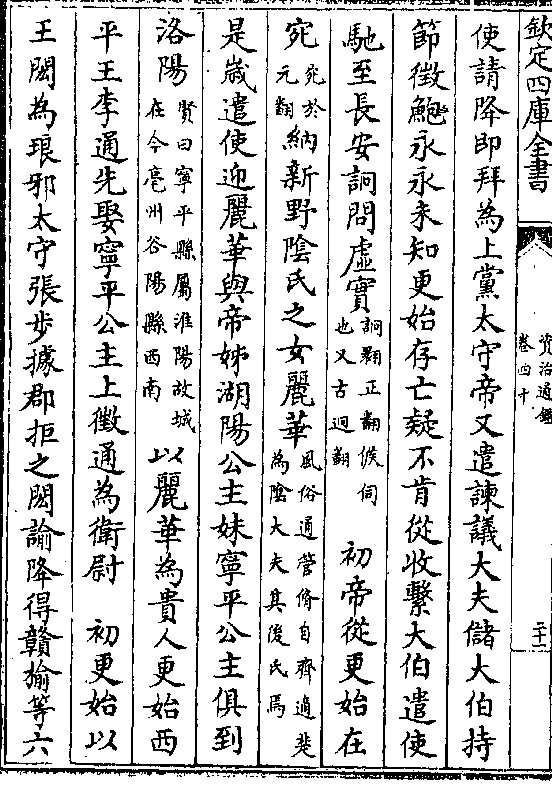 欽定四庫全書
資治通鑑
卷四十
二十二
使請降即拜為上黨太守帝又遣諫議大夫儲大伯持
節徵鮑永永未知更始存亡疑不肯從收繫大伯遣使
馳至長安詗問虛實詗翾正翻候伺也又古迥翻　初帝從更始在
宛宛於元翻納新野陰氏之女麗華風俗通管脩自齊適楚為陰大夫其後氏焉
是歲遣使迎麗華與帝姊湖陽公主妹寧平公主俱到
洛陽賢曰寧平縣屬淮陽故城在今亳州谷陽縣西南　以麗華為貴人更始西
平王李通先娶寧平公主上徵通為衛尉　初更始以
王閎為琅邪太守張步據郡拒之閎諭降得贛榆等六